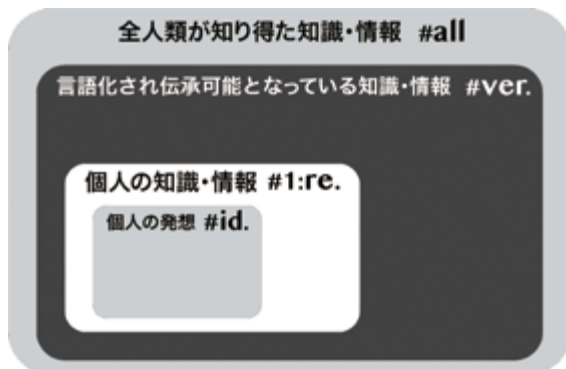 全人類が知り得た知識・情報 #all
言語化され伝承可能となっている知識・情報 #ver.
個人の知識・情報 #1:re.
個人の発想 #id.